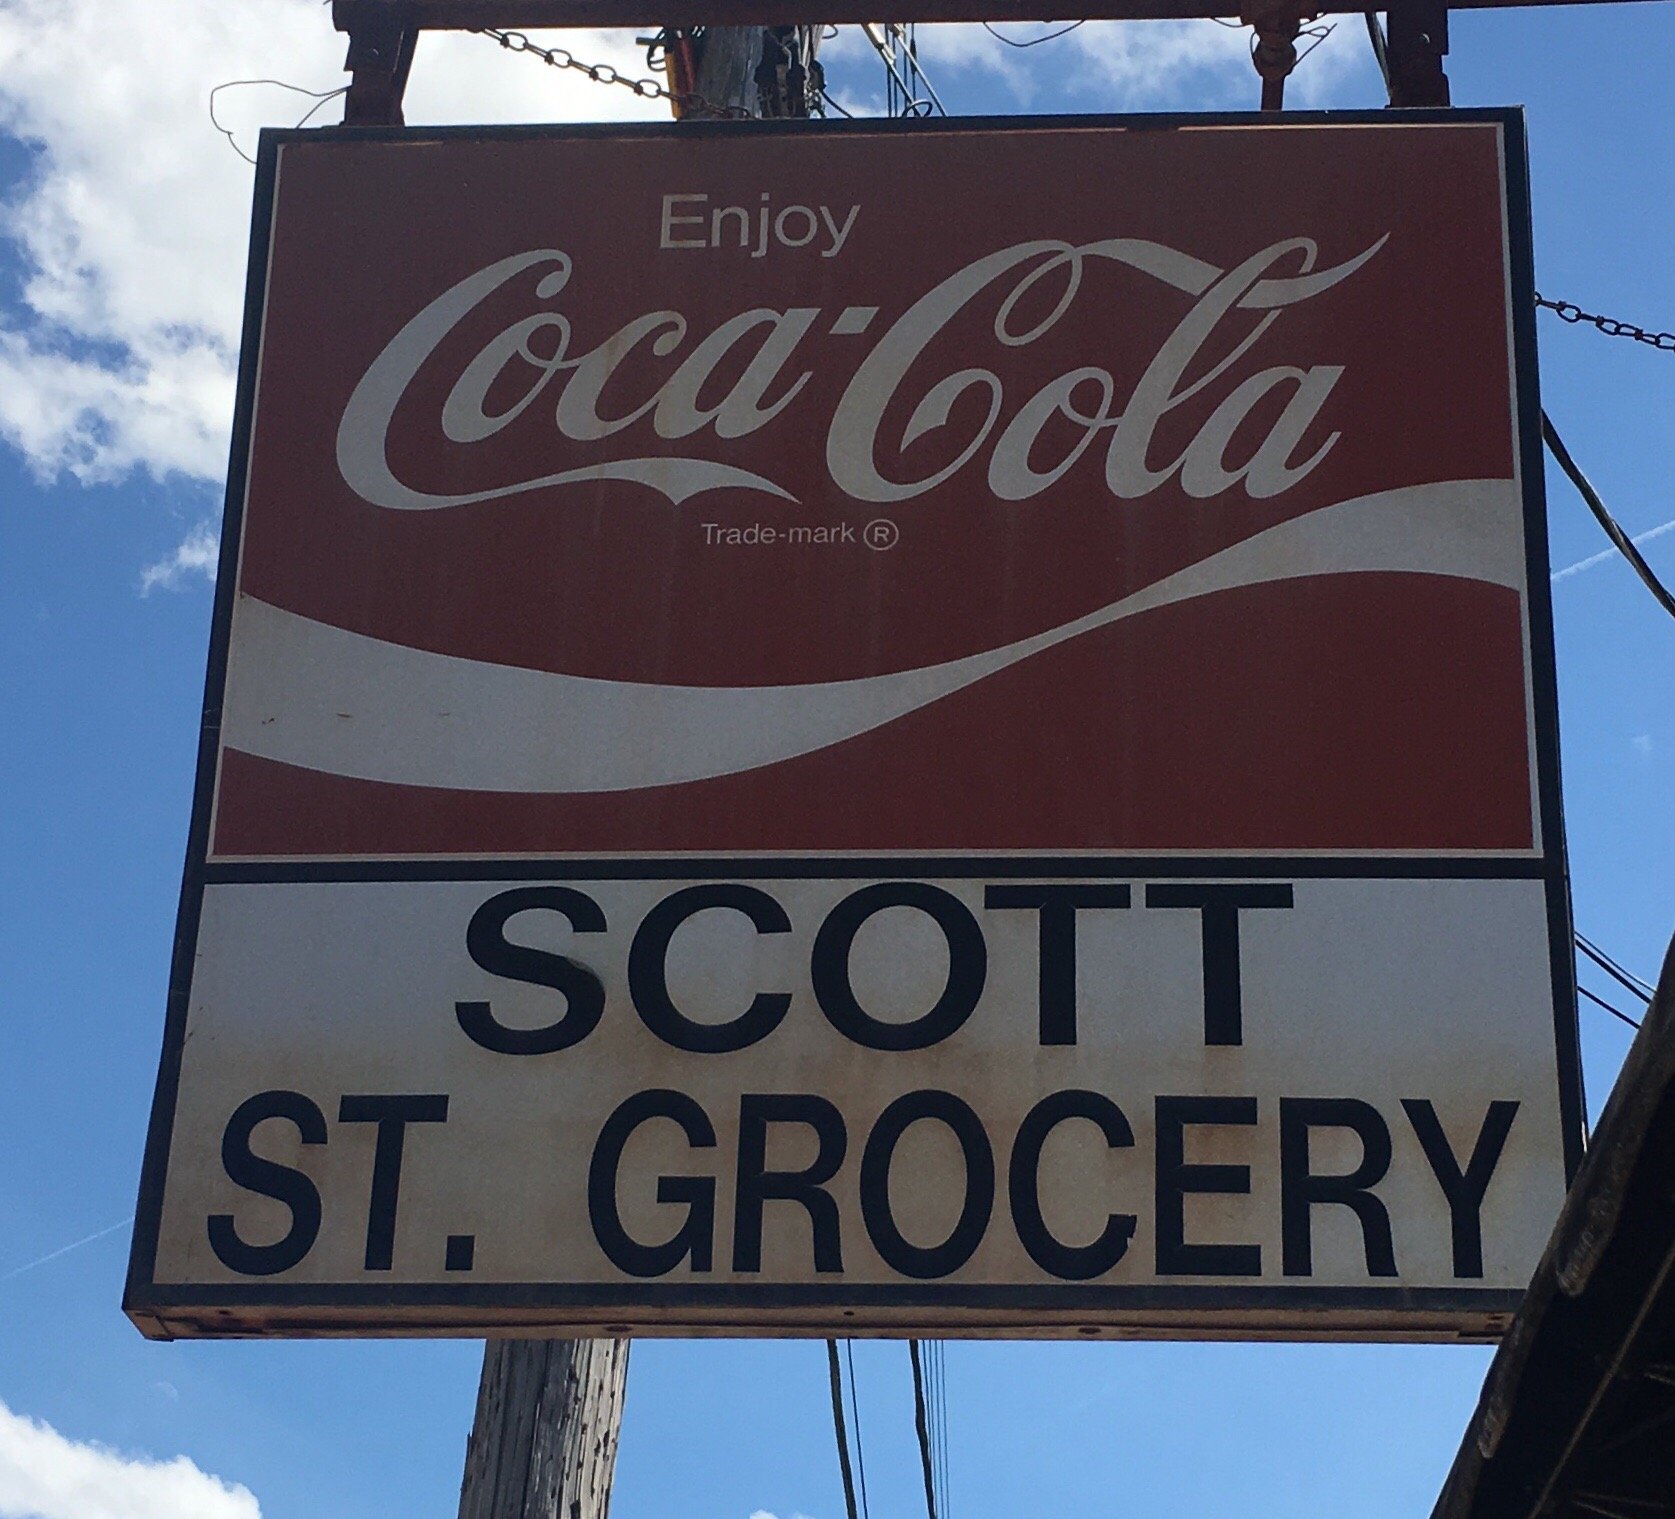 Enjoy
Coca-Cola
Trade-mark ®
SCOTT
ST. GROCERY